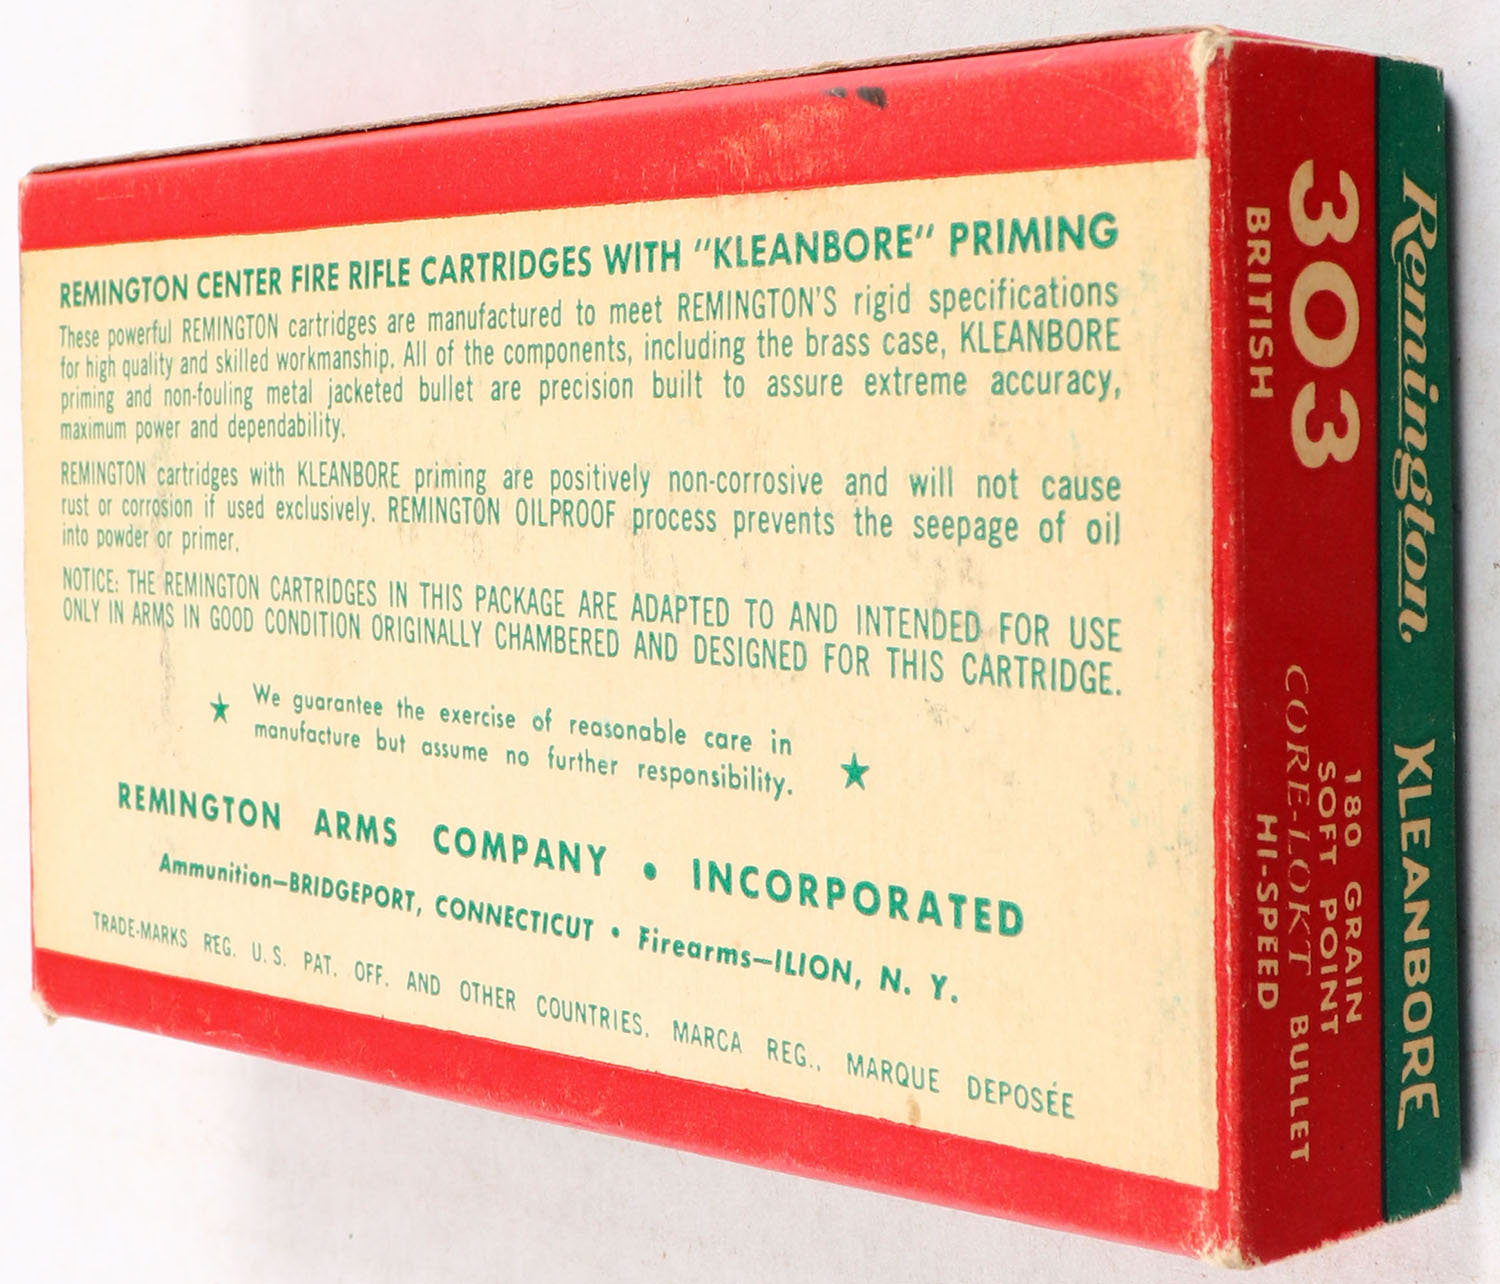 REMINGTON CENTER FIRE RIFLE CARTRIDGES WITH "KLEANBORE" PRIMING
These powerful REMINGTON cartridges are manufactured to meet REMINGTON'S rigid specifications
for high quality and skilled workmanship. All of the components, including the brass case, KLEANBORE
priming and non-fouling metal jacketed bullet are precision built to assure extreme accuracy,
maximum power and dependability.
REMINGTON cartridges with KLEANBORE priming are positively non-corrosive and will not cause
rust or corrosion if used exclusively. REMINGTON OILPROOF process prevents the seepage of oil
into powder or primer.
NOTICE: THE REMINGTON CARTRIDGES IN THIS PACKAGE ARE ADAPTED TO AND INTENDED FOR USE
ONLY IN ARMS IN GOOD CONDITION ORIGINALLY CHAMBERED AND DESIGNED FOR THIS CARTRIDGE.
★ We guarantee the exercise of reasonable care in
manufacture but assume no further responsibility. ★
REMINGTON ARMS COMPANY • INCORPORATED
Ammunition—BRIDGEPORT, CONNECTICUT • Firearms—ILION, N. Y.
TRADE-MARKS REG. U.S. PAT. OFF. AND OTHER COUNTRIES. MARCA REG., MARQUE DEPOSÉE
Remington KLEANBORE
303
BRITISH
180 GRAIN
SOFT POINT
CORE-LOKT BULLET
HI-SPEED